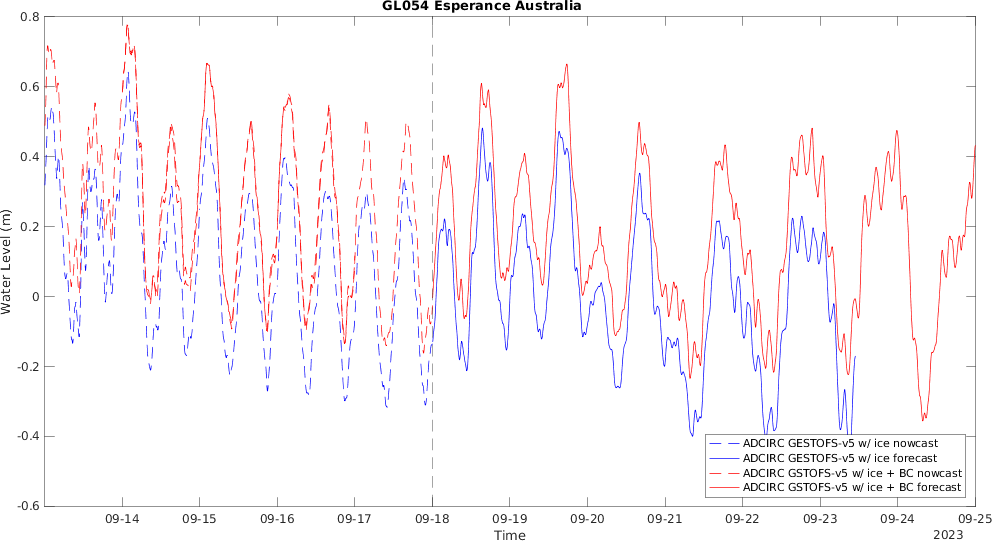 GL054 Esperance Australia
0.8
0.6
0.4
0.2
0
-0.2
-0.4
-0.6
Water Level (m)
ADCIRC GESTOFS-v5 w/ ice nowcast
ADCIRC GESTOFS-v5 w/ ice forecast
ADCIRC GSTOFS-v5 w/ ice + BC nowcast
ADCIRC GSTOFS-v5 w/ ice + BC forecast
09-14 09-15 09-16 09-17 09-18 09-19 09-20 09-21 09-22 09-23 09-24 09-25
Time
2023